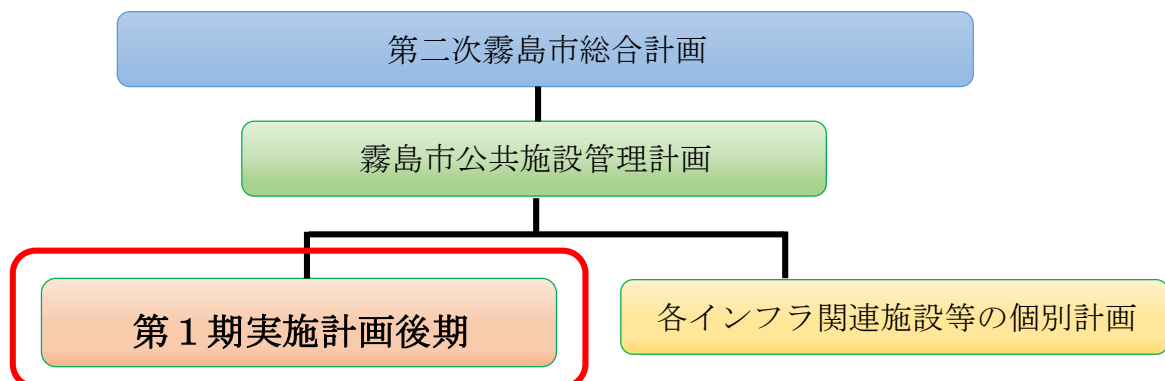 第二次霧島市総合計画
霧島市公共施設管理計画
第１期実施計画後期
各インフラ関連施設等の個別計画